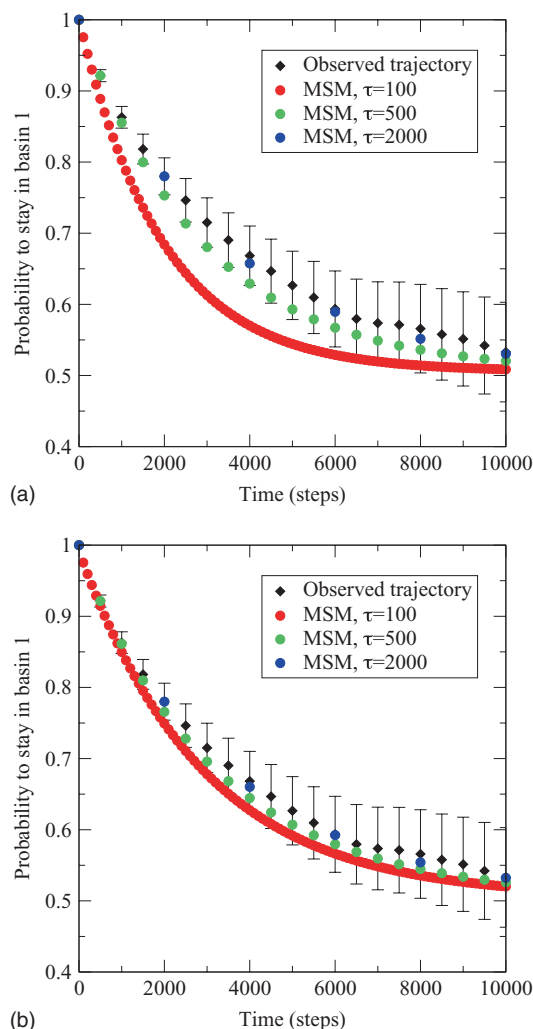 1
0.9
0.8
0.7
0.6
0.5
0.4
Probability to stay in basin 1
Observed trajectory
MSM, τ=100
MSM, τ=500
MSM, τ=2000
0 2000 4000 6000 8000 10000
Time (steps)
(a)
1
0.9
0.8
0.7
0.6
0.5
0.4
Probability to stay in basin 1
Observed trajectory
MSM, τ=100
MSM, τ=500
MSM, τ=2000
0 2000 4000 6000 8000 10000
Time (steps)
(b)